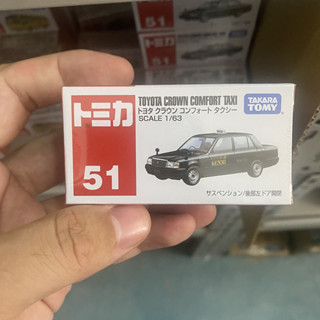 51
トミカ
TOYOTA CROWN COMFORT TAXI
トヨタ クラウン コンフォート タクシー
SCALE 1/63
TAKARA
TOMY
51
サスペンション/後部左ドア開閉